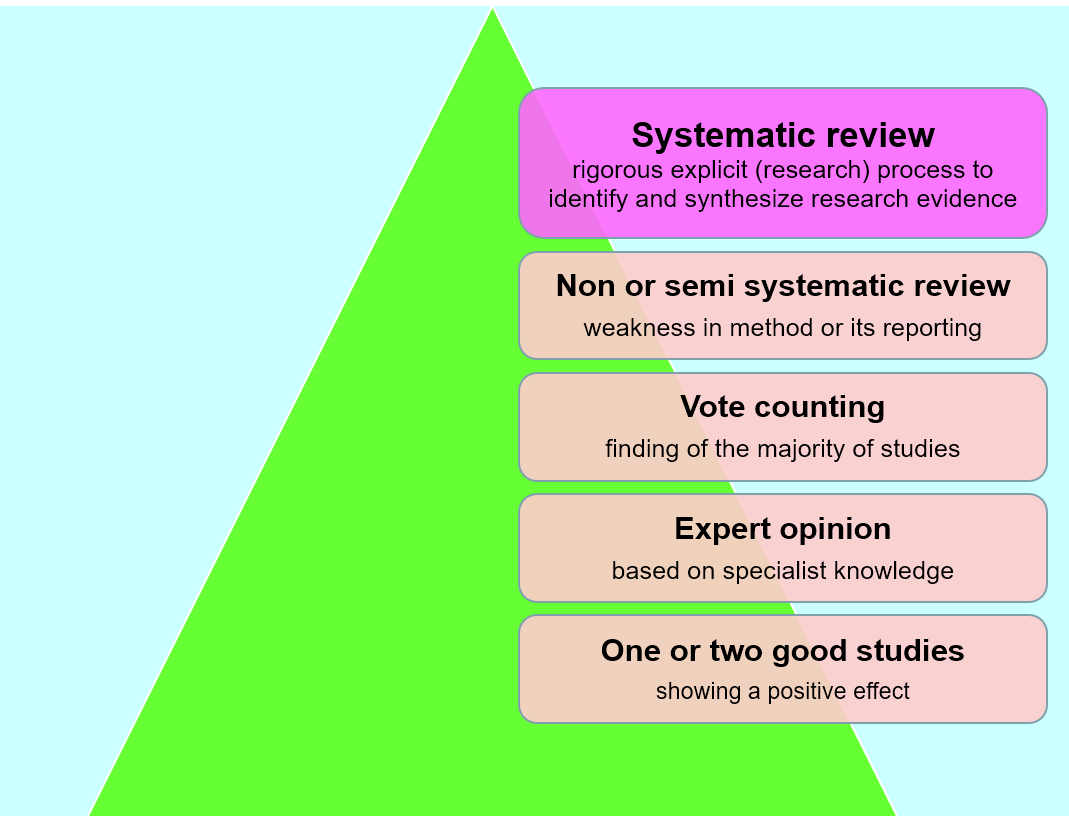 Systematic review
rigorous explicit (research) process to
identify and synthesize research evidence
Non or semi systematic review
weakness in method or its reporting
Vote counting
finding of the majority of studies
Expert opinion
based on specialist knowledge
One or two good studies
showing a positive effect